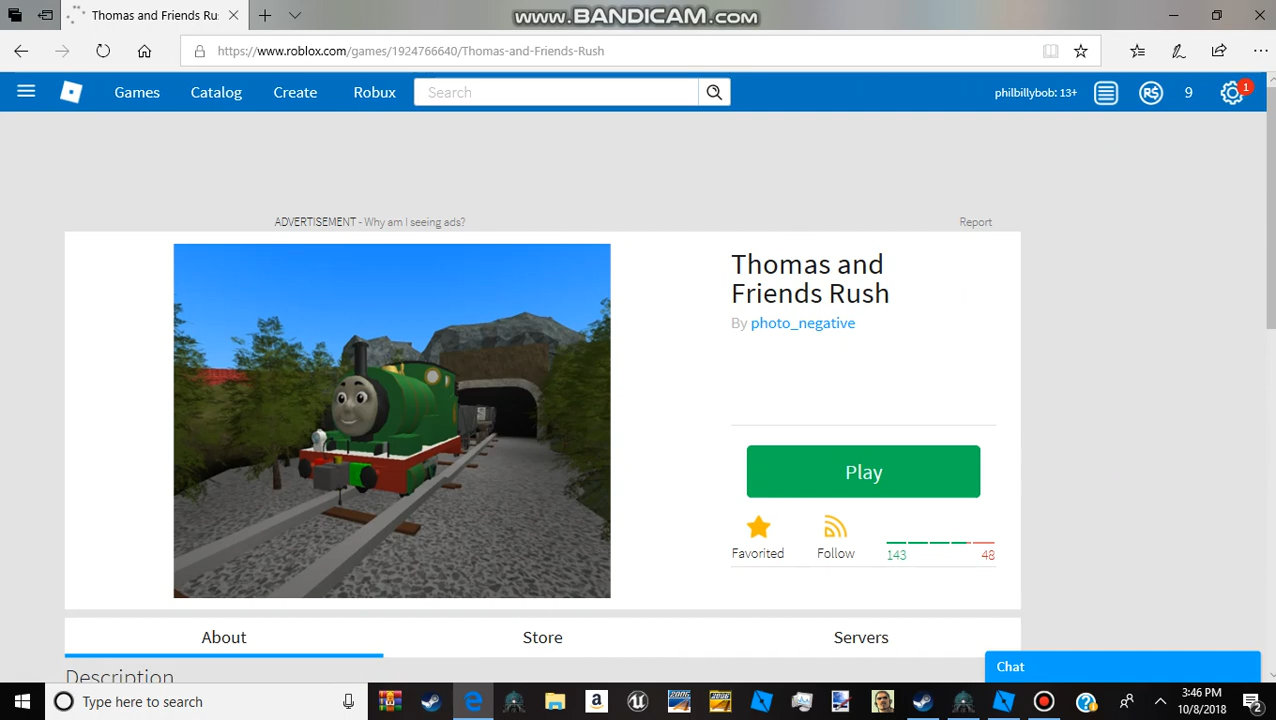 www.BANDICAM.com
Thomas and Friends Ru
https://www.roblox.com/games/1924766640/Thomas-and-Friends-Rush
Games Catalog Create Robux Search philbillybob: 13+ R$ 9 1
ADVERTISEMENT - Why am I seeing ads? Report
Thomas and
Friends Rush
By photo_negative
Play
Favorited Follow 143 48
About Store Servers
Description
Chat
Type here to search
3:46 PM
10/8/2018
2